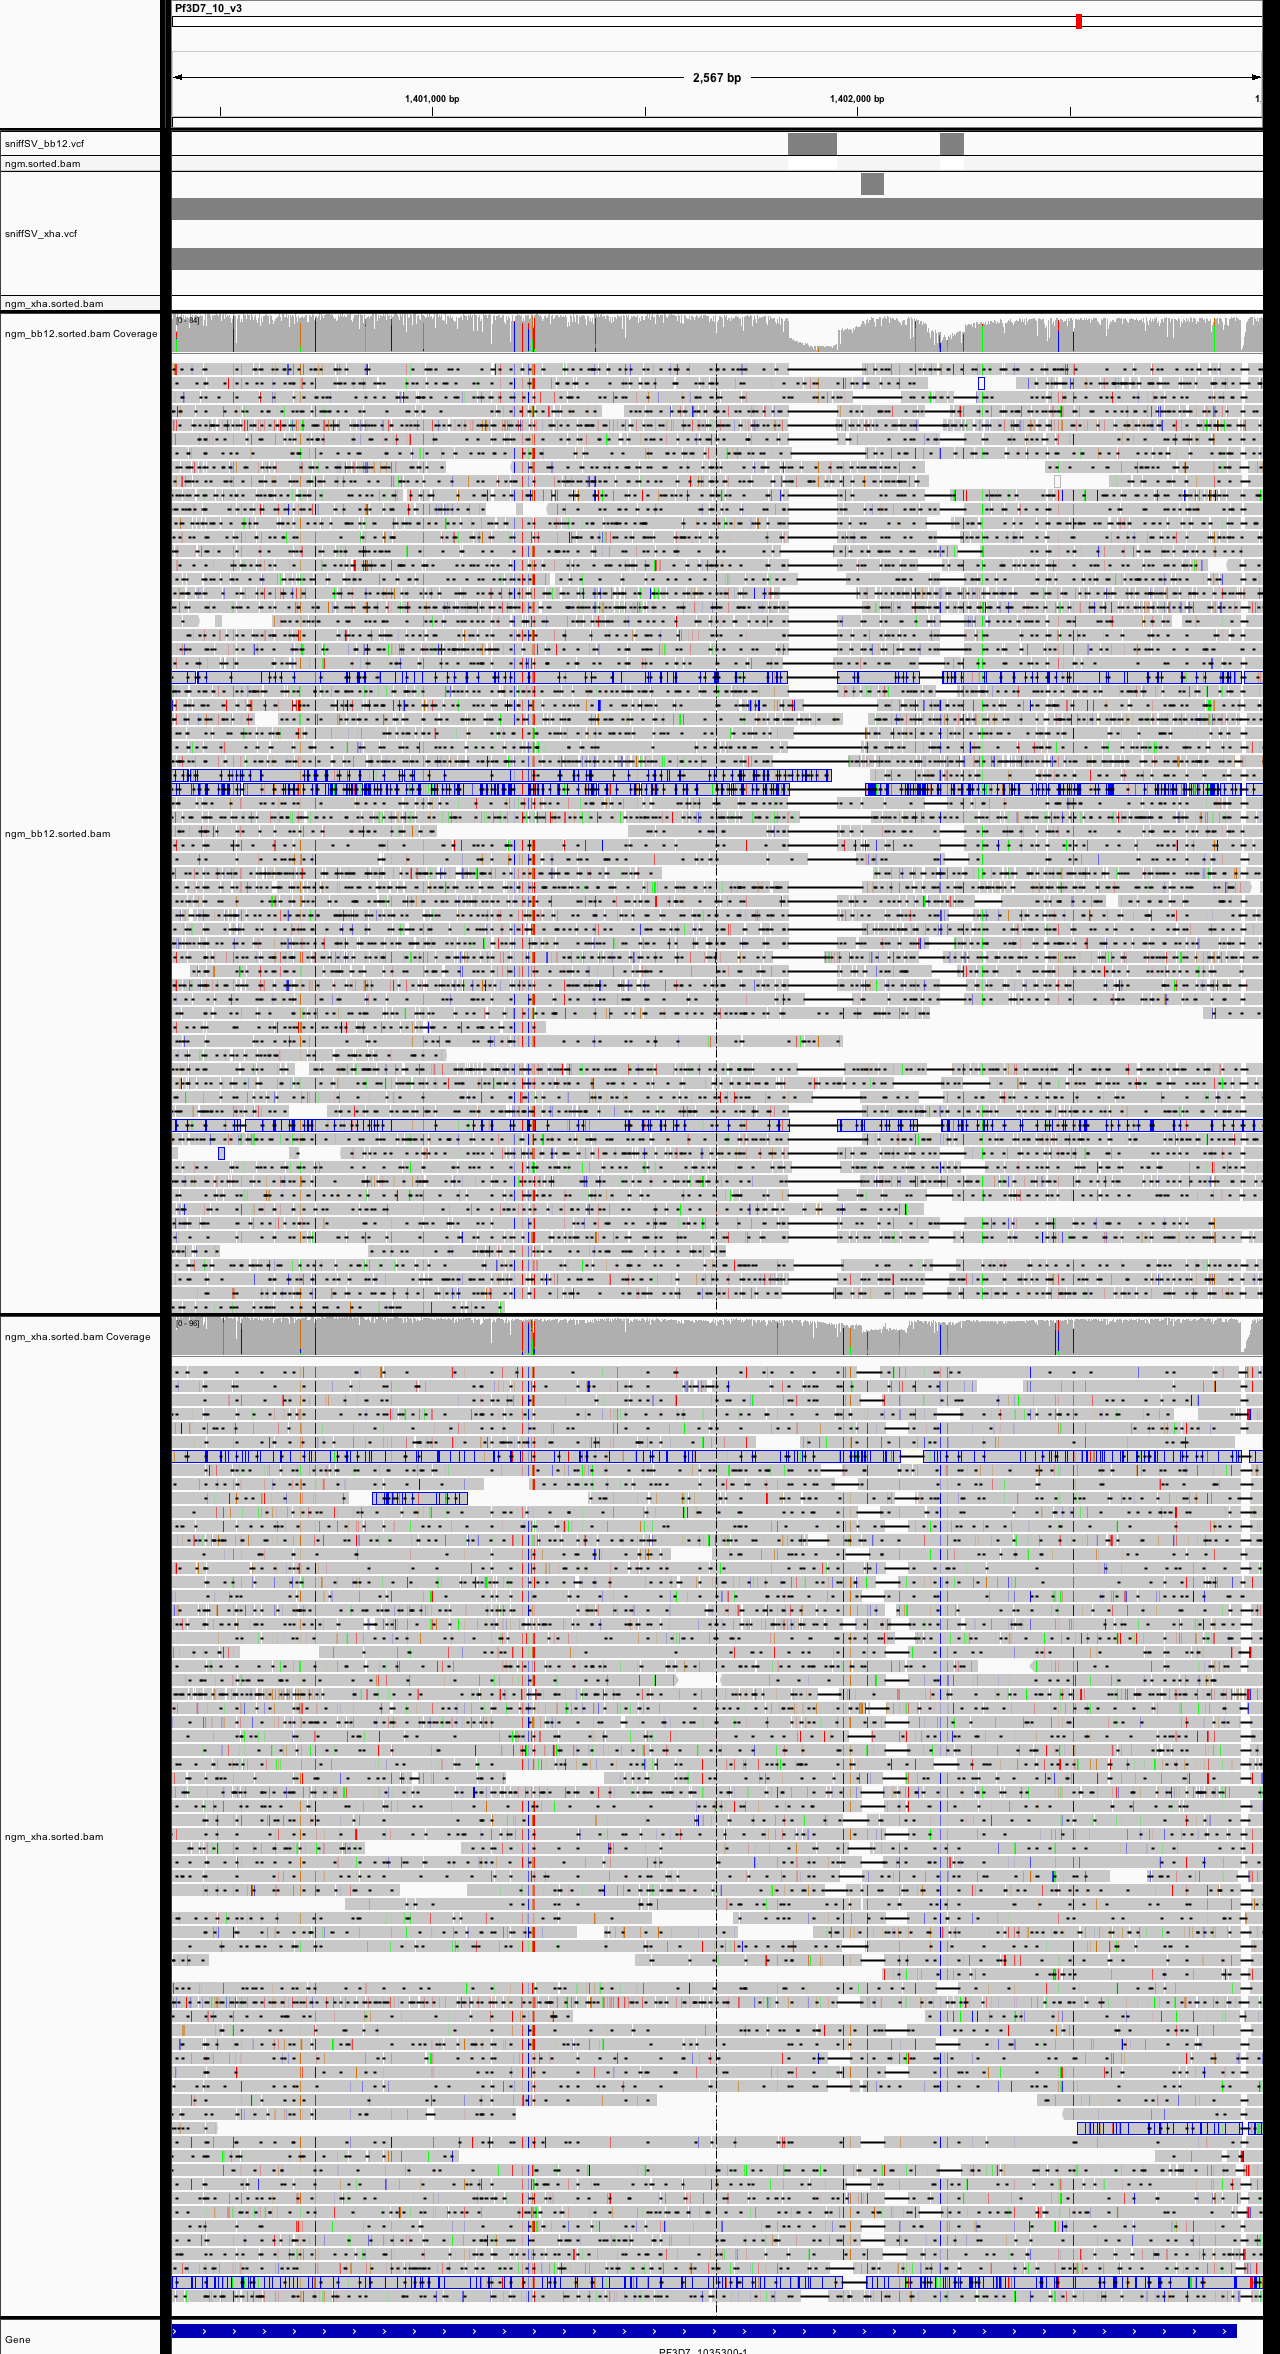 Pf3D7_10_v3
2,567 bp
1,401,000 bp
1,402,000 bp
1,
sniffSV_bb12.vcf
ngm.sorted.bam
sniffSV_xha.vcf
ngm_xha.sorted.bam
[0 - 84]
ngm_bb12.sorted.bam Coverage
ngm_bb12.sorted.bam
[0 - 96]
ngm_xha.sorted.bam Coverage
ngm_xha.sorted.bam
Gene
PF3D7_1035300-1